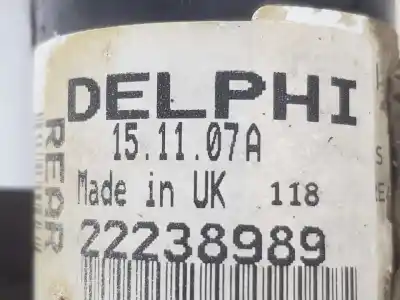 DELPHI
15.11.07A
Made in UK 118
22238989
REAR